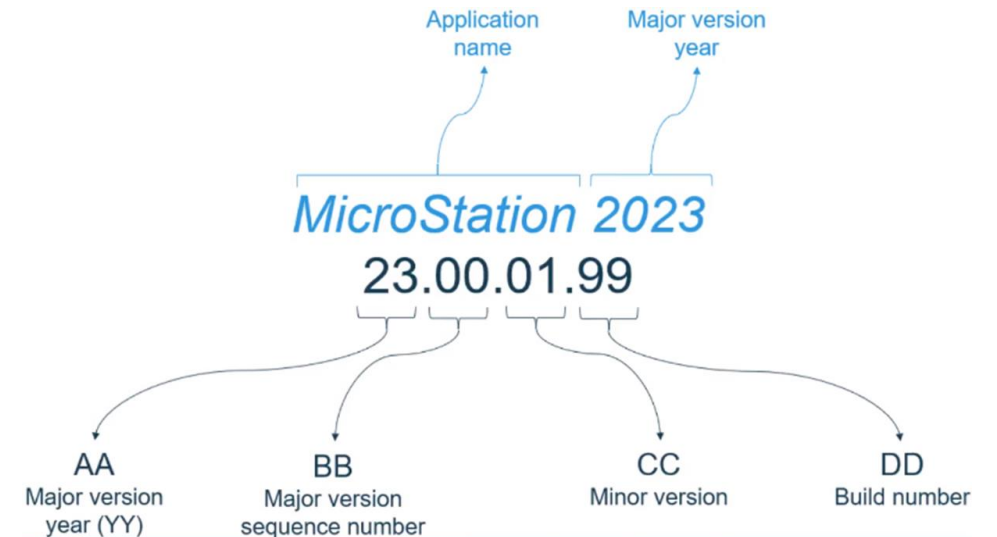 Application
name
Major version
year
MicroStation 2023
23.00.01.99
AA
Major version
year (YY)
BB
Major version
sequence number
CC
Minor version
DD
Build number